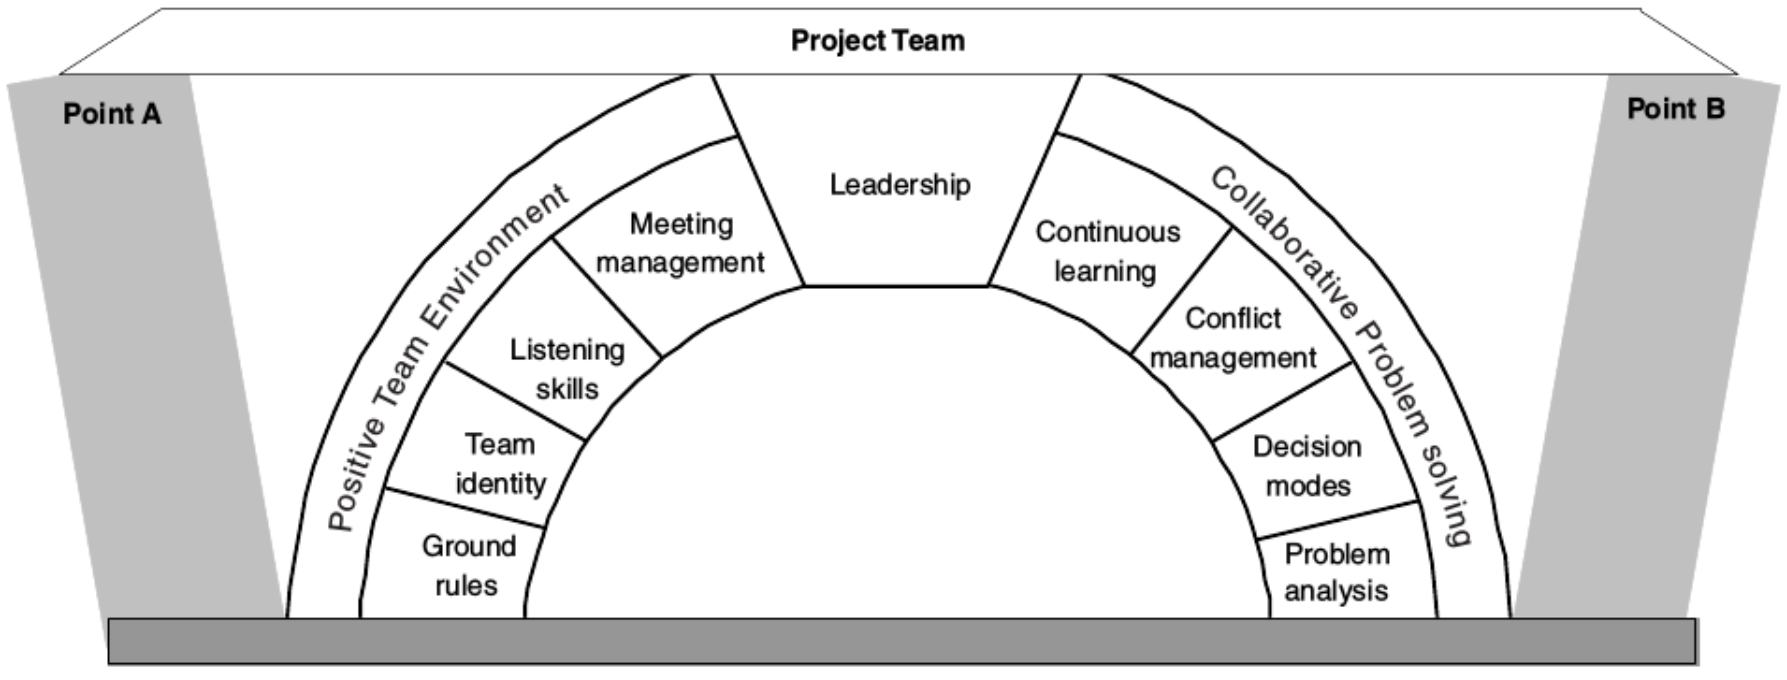 Project Team
Point A
Point B
Positive Team Environment
Collaborative Problem solving
Leadership
Meeting
management
Listening
skills
Team
identity
Ground
rules
Continuous
learning
Conflict
management
Decision
modes
Problem
analysis